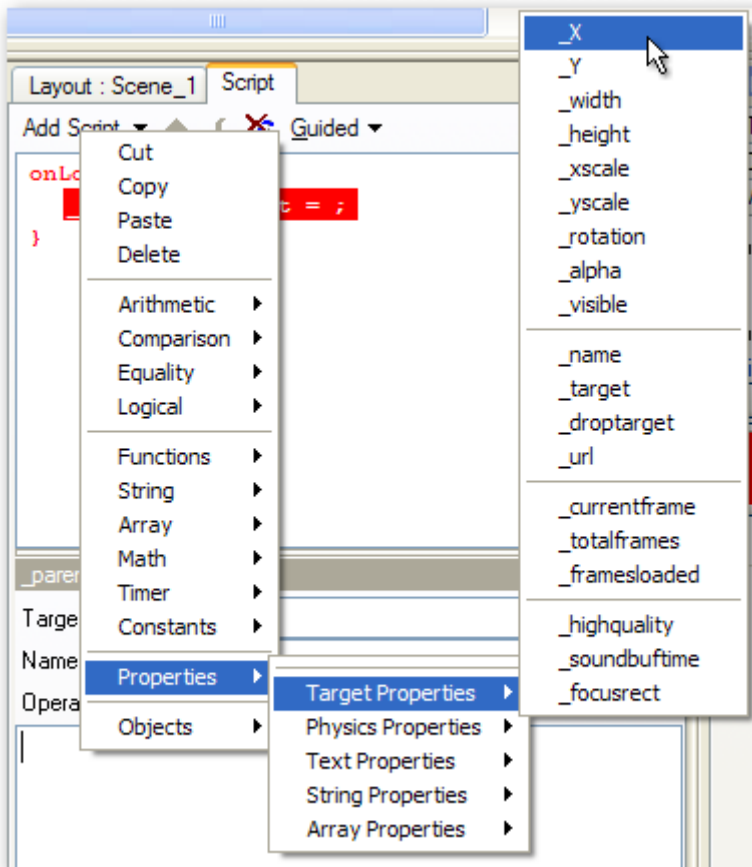 Layout : Scene_1
Script
Add Script
Guided
onLo
t = ;
}
Cut
Copy
Paste
Delete
Arithmetic
Comparison
Equality
Logical
Functions
String
Array
Math
Timer
Constants
Properties
Objects
_paren
Targe
Name
Opera
Target Properties
Physics Properties
Text Properties
String Properties
Array Properties
_X
_Y
_width
_height
_xscale
_yscale
_rotation
_alpha
_visible
_name
_target
_droptarget
_url
_currentframe
_totalframes
_framesloaded
_highquality
_soundbuftime
_focusrect